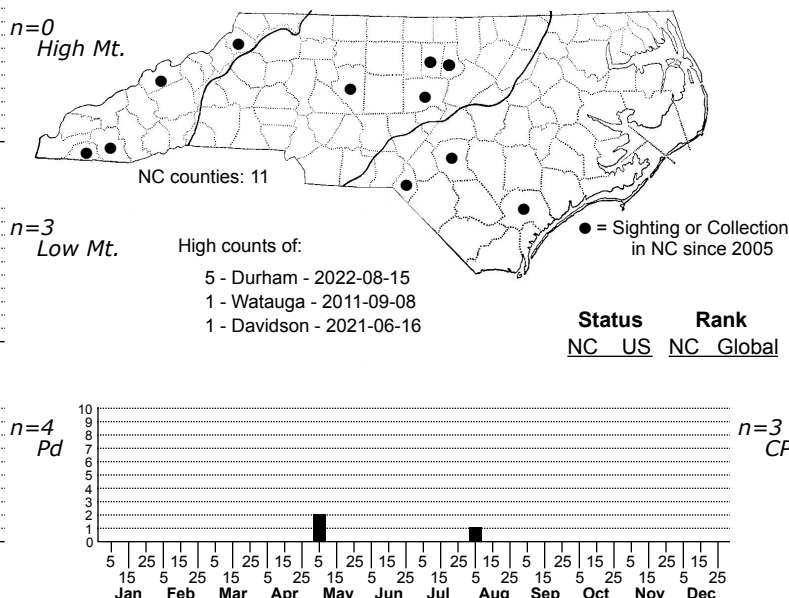 n=0
High Mt.
NC counties: 11
● = Sighting or Collection
in NC since 2005
n=3
Low Mt.
High counts of:
5 - Durham - 2022-08-15
1 - Watauga - 2011-09-08
1 - Davidson - 2021-06-16
Status Rank
NC US NC Global
n=4
Pd
n=3
CP
10
9
8
7
6
5
4
3
2
1
0
5 25 15 5 25 15 5 25 15 5 25 15 5 25 15 5 25 15
15 5 25 15 5 25 15 5 25 15 5 25 15 5 25 15 5 25
Jan Feb Mar Apr May Jun Jul Aug Sep Oct Nov Dec